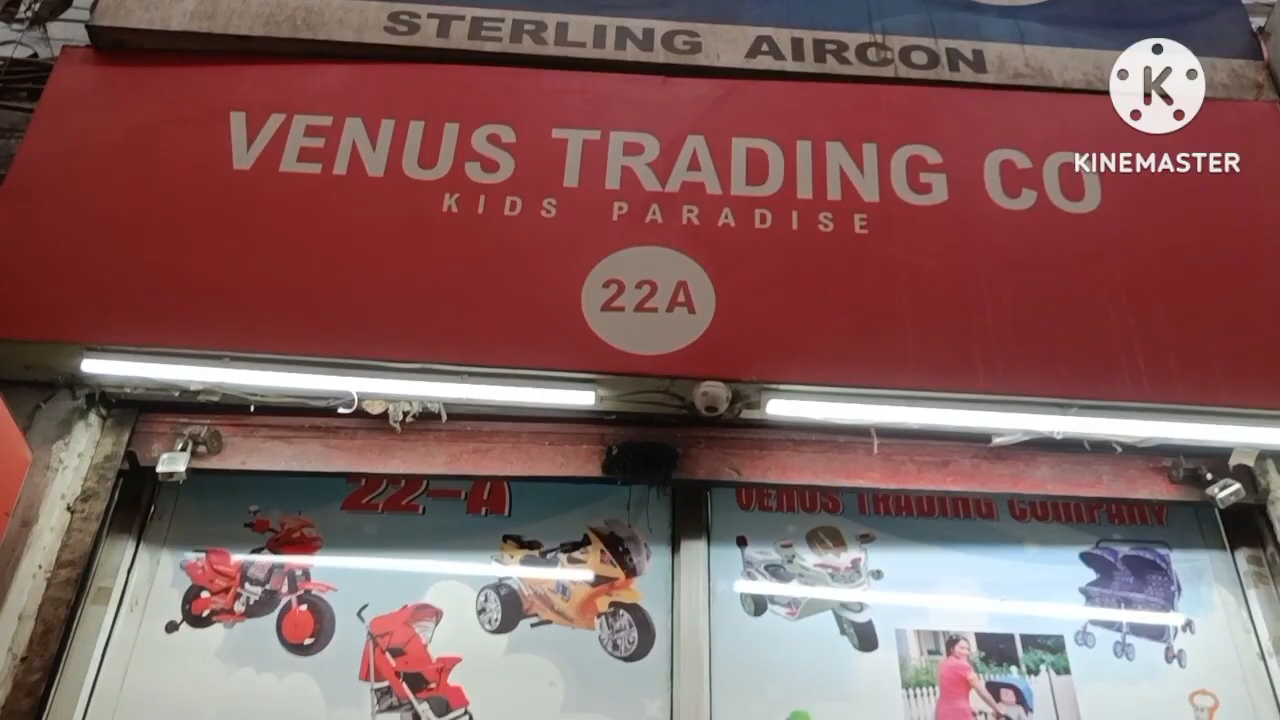 STERLING AIRCON
K
KINEMASTER
VENUS TRADING CO
KIDS PARADISE
22A
22-A
VENUS TRADING COMPANY